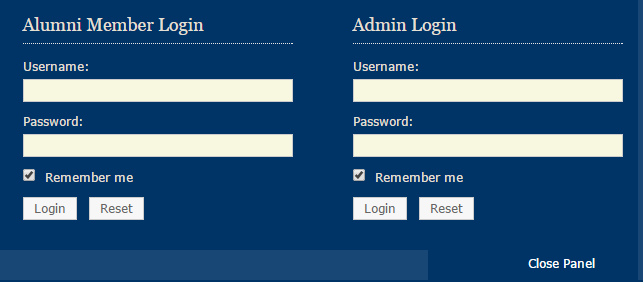 Alumni Member Login
Username:
Password:
Remember me
Login Reset
Admin Login
Username:
Password:
Remember me
Login Reset
Close Panel